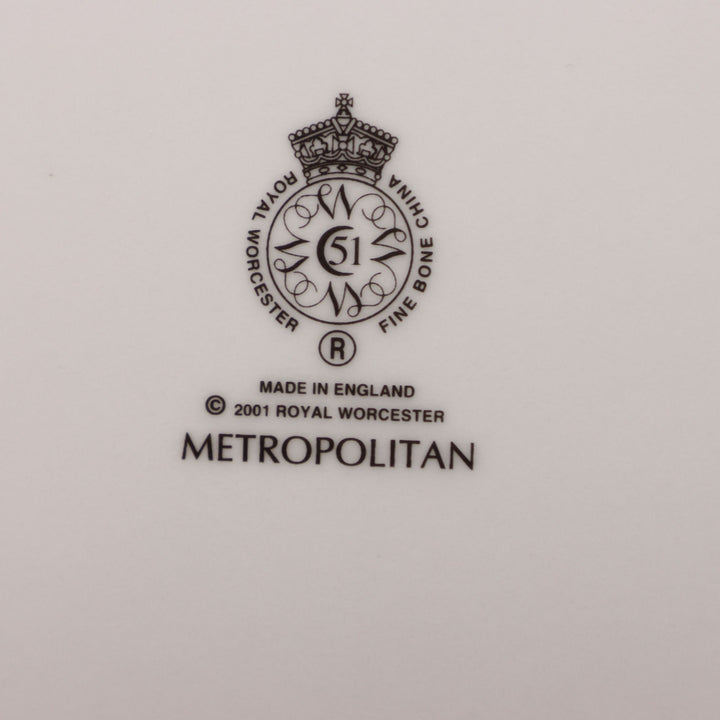 ROYAL WORCESTER
FINE BONE CHINA
W W W W
C 51
®
MADE IN ENGLAND
© 2001 ROYAL WORCESTER
METROPOLITAN